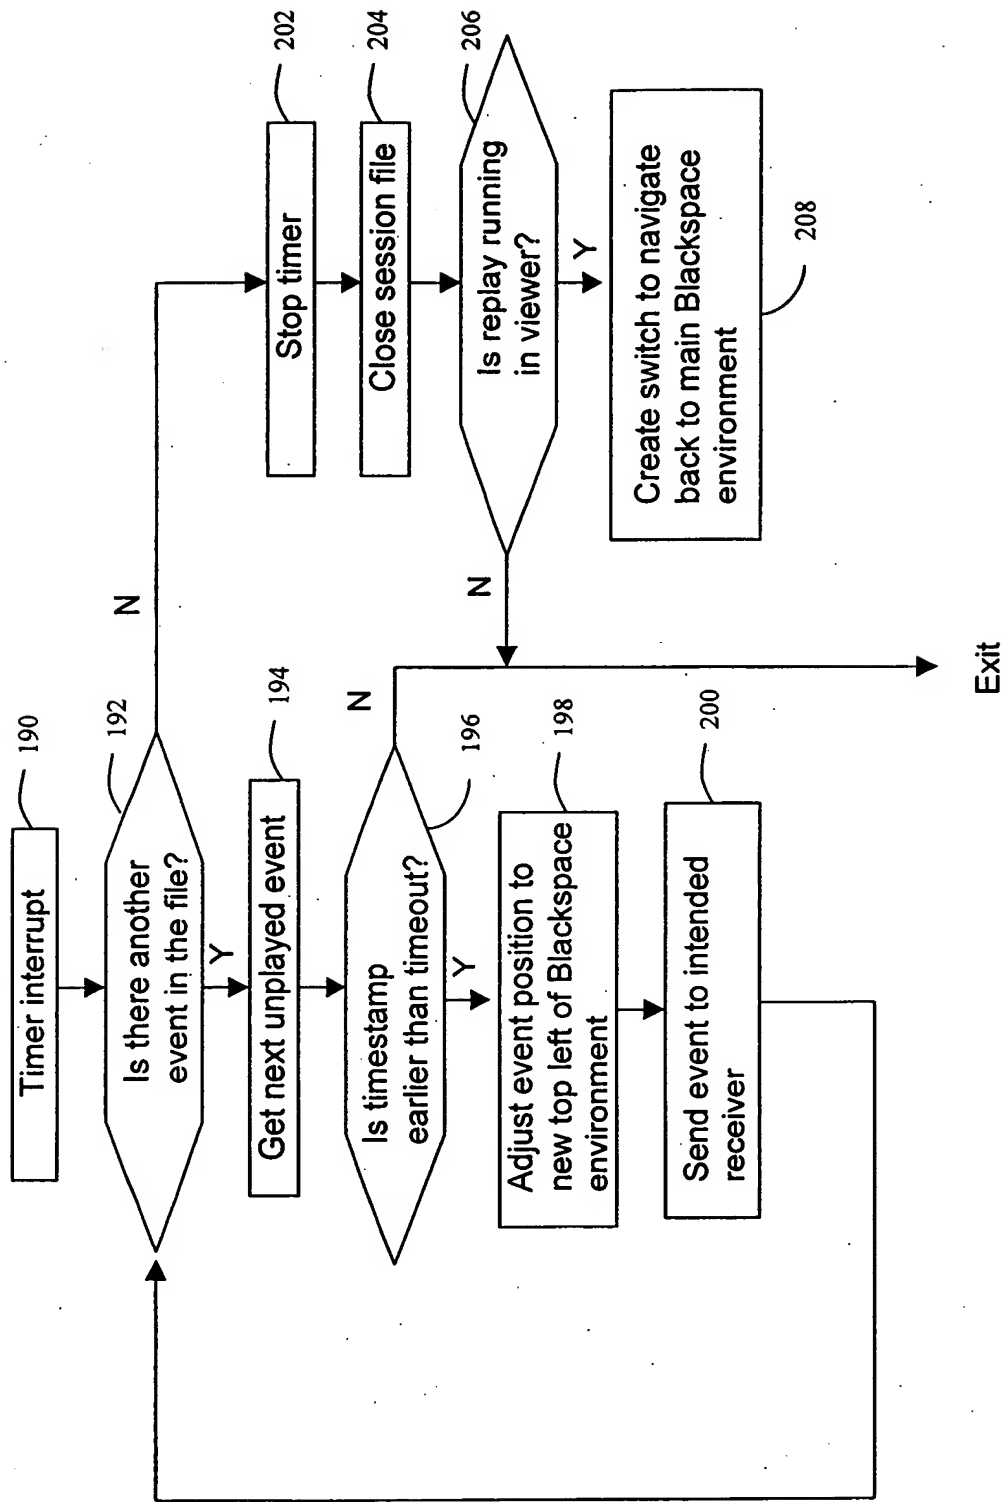 190
Timer interrupt
192
Is there another
event in the file?
N
Y
194
Get next unplayed event
196
Is timestamp
earlier than timeout?
N
Y
198
Adjust event position to
new top left of Blackspace
environment
200
Send event to intended
receiver
202
Stop timer
204
Close session file
206
Is replay running
in viewer?
N
Y
Create switch to navigate
back to main Blackspace
environment
208
Exit